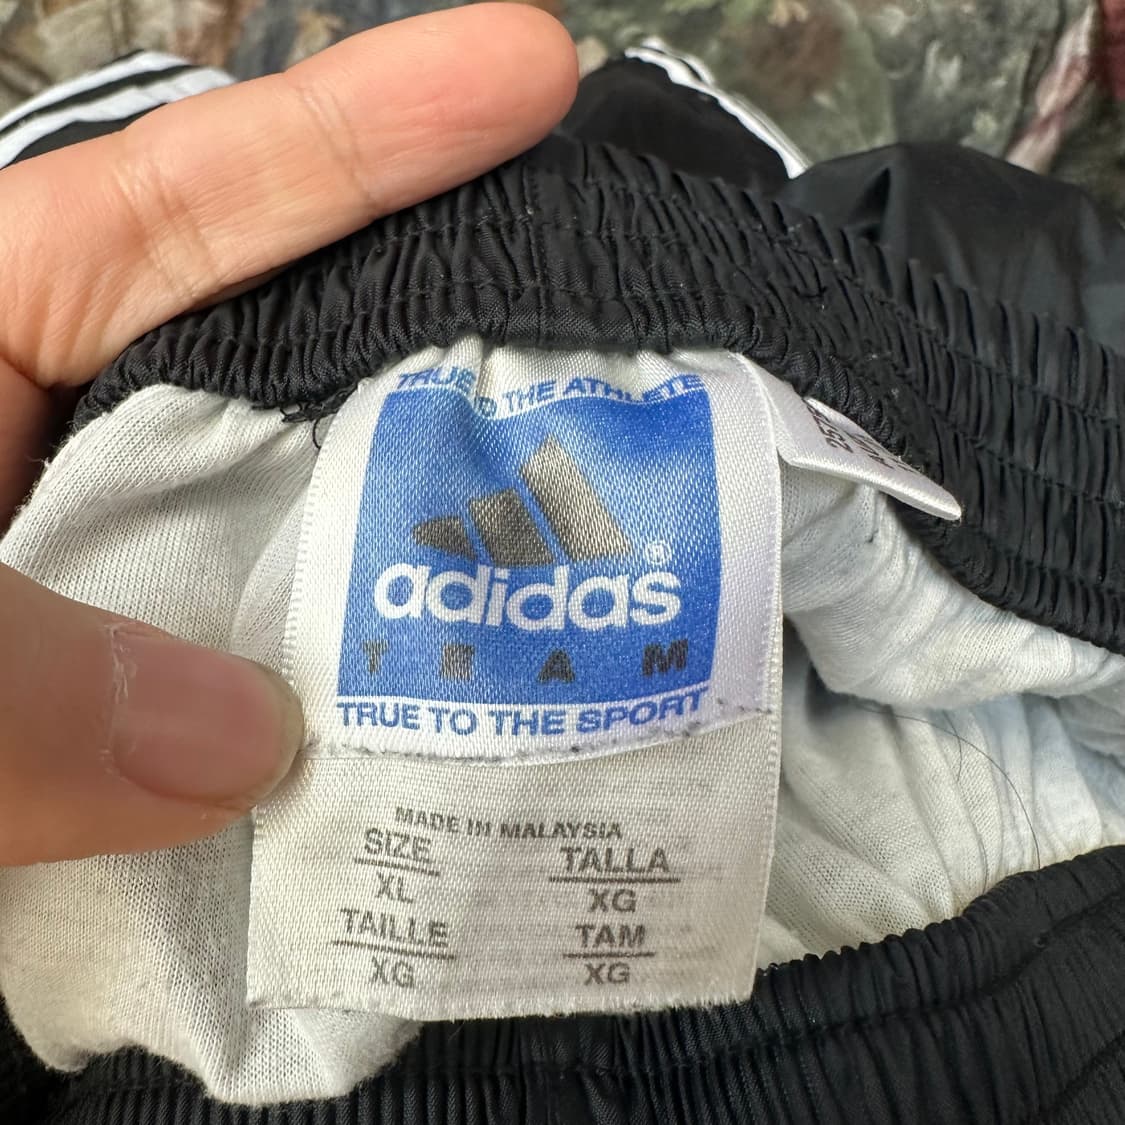 TRUE TO THE ATHLETE
adidas®
TEAM
TRUE TO THE SPORT
MADE IN MALAYSIA
SIZE TALLA
XL XG
TAILLE TAM
XG XG